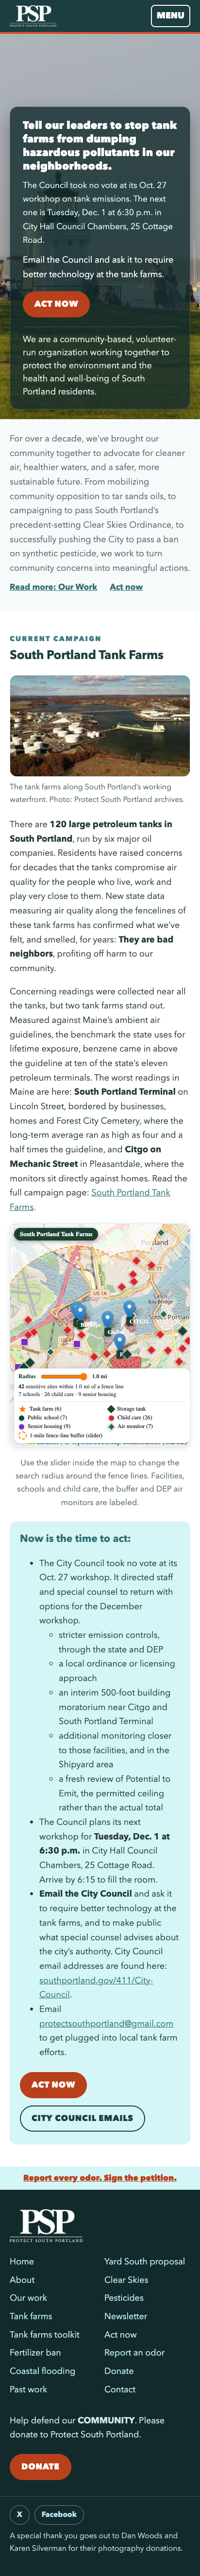 PSP
PROTECT SOUTH PORTLAND
MENU
Tell our leaders to stop tank
farms from dumping
hazardous pollutants in our
neighborhoods.
The Council took no vote at its Oct. 27
workshop on tank emissions. The next
one is Tuesday, Dec. 1 at 6:30 p.m. in
City Hall Council Chambers, 25 Cottage
Road.
Email the Council and ask it to require
better technology at the tank farms.
ACT NOW
We are a community-based, volunteer-
run organization working together to
protect the environment and the
health and well-being of South
Portland residents.
For over a decade, we've brought our
community together to advocate for cleaner
air, healthier waters, and a safer, more
sustainable future. From mobilizing
community opposition to tar sands oil, to
campaigning to pass South Portland's
precedent-setting Clear Skies Ordinance, to
successfully pushing the City to pass a ban
on synthetic pesticide, we work to turn
community concerns into meaningful actions.
Read more: Our Work Act now
CURRENT CAMPAIGN
South Portland Tank Farms
The tank farms along South Portland's working
waterfront. Photo: Protect South Portland archives.
There are 120 large petroleum tanks in
South Portland, run by six major oil
companies. Residents have raised concerns
for decades that the tanks compromise air
quality for the people who live, work and
play very close to them. New state data
measuring air quality along the fencelines of
these tank farms has confirmed what we've
felt, and smelled, for years: They are bad
neighbors, profiting off harm to our
community.
Concerning readings were collected near all
the tanks, but two tank farms stand out.
Measured against Maine's ambient air
guidelines, the benchmark the state uses for
lifetime exposure, benzene came in above
the guideline at ten of the state's eleven
petroleum terminals. The worst readings in
Maine are here: South Portland Terminal on
Lincoln Street, bordered by businesses,
homes and Forest City Cemetery, where the
long-term average ran as high as four and a
half times the guideline, and Citgo on
Mechanic Street in Pleasantdale, where the
monitors sit directly against homes. Read the
full campaign page: South Portland Tank
Farms.
South Portland Tank Farms
Portland
US 1A
Radius 1.0 mi
42 sensitive sites within 1.0 mi of a fence line
7 schools · 26 child care · 9 senior housing
Tank farm (6)
Storage tank
Public school (7)
Child care (26)
Senior housing (9)
Air monitor (7)
1-mile fence-line buffer (slider)
Use the slider inside the map to change the
search radius around the fence lines. Facilities,
schools and child care, the buffer and DEP air
monitors are labeled.
Now is the time to act:
• The City Council took no vote at its
Oct. 27 workshop. It directed staff
and special counsel to return with
options for the December
workshop.
◦ stricter emission controls,
through the state and DEP
◦ a local ordinance or licensing
approach
◦ an interim 500-foot building
moratorium near Citgo and
South Portland Terminal
◦ additional monitoring closer
to those facilities, and in the
Shipyard area
◦ a fresh review of Potential to
Emit, the permitted ceiling
rather than the actual total
• The Council plans its next
workshop for Tuesday, Dec. 1 at
6:30 p.m. in City Hall Council
Chambers, 25 Cottage Road.
Arrive by 6:15 to fill the room.
• Email the City Council and ask it
to require better technology at the
tank farms, and to make public
what special counsel advises about
the city's authority. City Council
email addresses are found here:
southportland.gov/411/City-
Council.
• Email
protectsouthportland@gmail.com
to get plugged into local tank farm
efforts.
ACT NOW
CITY COUNCIL EMAILS
Report every odor. Sign the petition.
PSP
PROTECT SOUTH PORTLAND
Home Yard South proposal
About Clear Skies
Our work Pesticides
Tank farms Newsletter
Tank farms toolkit Act now
Fertilizer ban Report an odor
Coastal flooding Donate
Past work Contact
Help defend our COMMUNITY. Please
donate to Protect South Portland.
DONATE
X Facebook
A special thank you goes out to Dan Woods and
Karen Silverman for their photography donations.